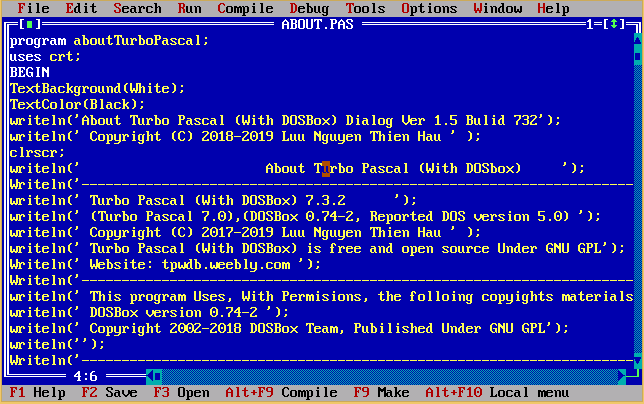 File Edit Search Run Compile Debug Tools Options Window Help
ABOUT.PAS 1=[↕]
program aboutTurboPascal;
uses crt;
BEGIN
TextBackground(White);
TextColor(Black);
writeln('About Turbo Pascal (With DOSBox) Dialog Ver 1.5 Bulid 732');
writeln(' Copyright (C) 2018-2019 Luu Nguyen Thien Hau ' );
clrscr;
writeln('                        About Turbo Pascal (With DOSbox)     ');
Writeln('---------------------------------------------------------------------
writeln(' Turbo Pascal (With DOSBox) 7.3.2      ');
writeln(' (Turbo Pascal 7.0),(DOSBox 0.74-2, Reported DOS version 5.0) ');
writeln(' Copyright (C) 2017-2019 Luu Nguyen Thien Hau ' );
writeln(' Turbo Pascal (With DOSBox) is free and open source Under GNU GPL');
Writeln(' Website: tpwdb.weebly.com ');
Writeln('---------------------------------------------------------------------
Writeln(' This program Uses, With Permisions, the folloing copyights materials
Writeln(' DOSBox version 0.74-2 ');
Writeln(' Copyright 2002-2018 DOSBox Team, Pubilished Under GNU GPL');
writeln('');
Writeln('---------------------------------------------------------------------
4:6
F1 Help F2 Save F3 Open Alt+F9 Compile F9 Make Alt+F10 Local menu